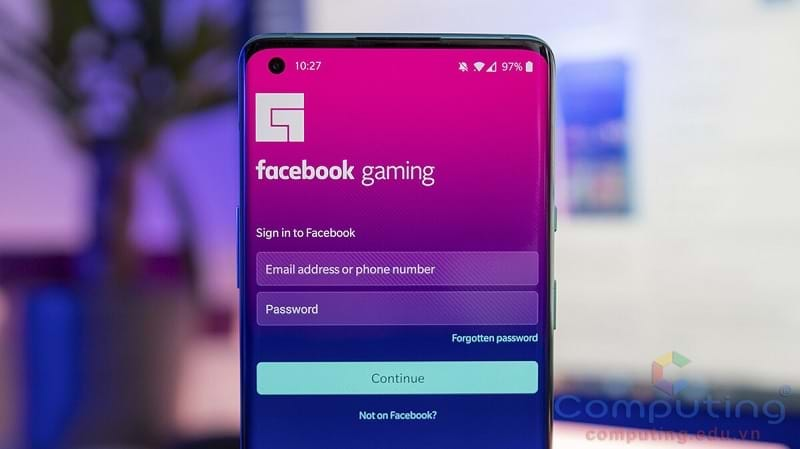 10:27
97%
facebook gaming
Sign in to Facebook
Email address or phone number
Password
Forgotten password
Continue
Not on Facebook?
Computing@
computing.edu.vn